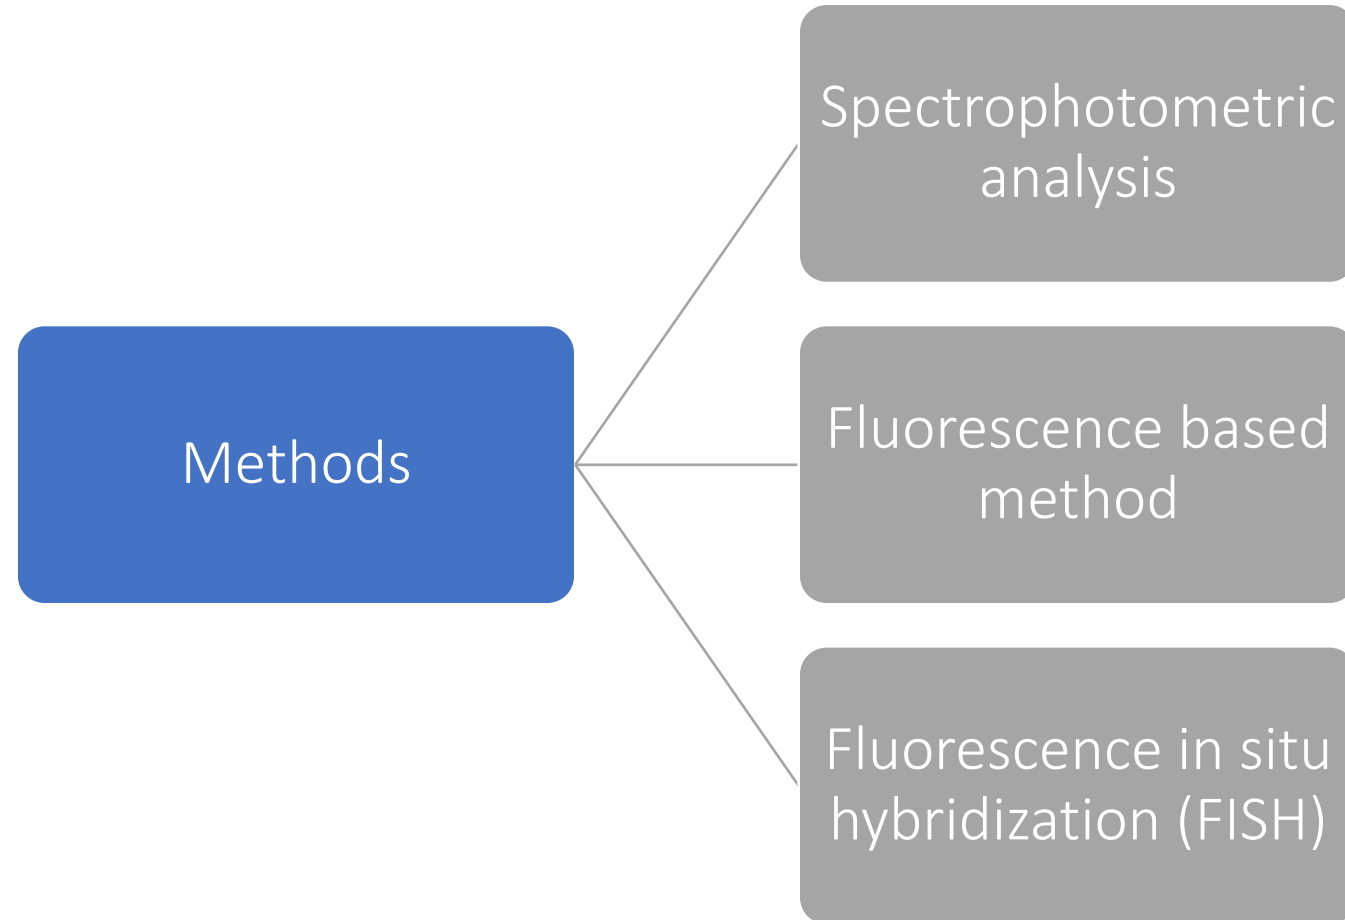 Methods
Spectrophotometric
analysis
Fluorescence based
method
Fluorescence in situ
hybridization (FISH)